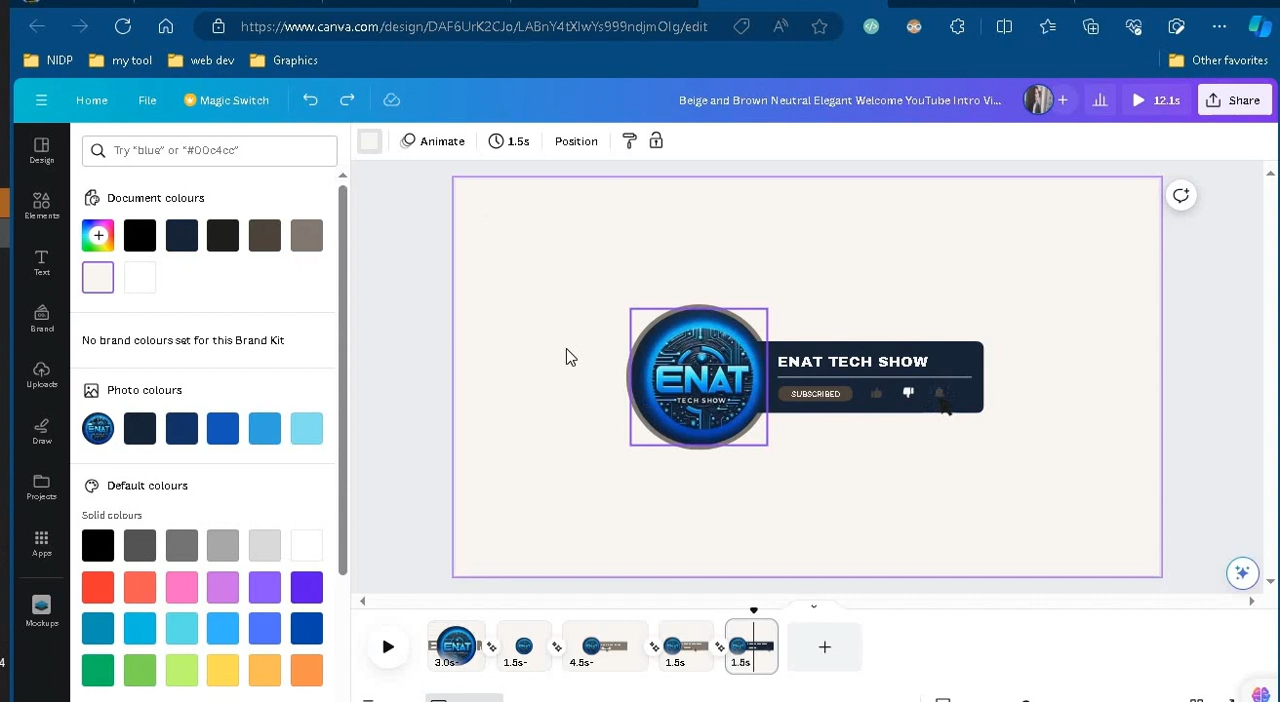 https://www.canva.com/design/DAF6UrK2CJo/LABnY4tXlwYs999ndjmOIg/edit
NIDP
my tool
web dev
Graphics
Other favorites
Home
File
Magic Switch
Beige and Brown Neutral Elegant Welcome YouTube Intro Vi...
12.1s
Share
Design
Elements
Text
Brand
Uploads
Draw
Projects
Apps
Mockups
Try "blue" or "#00c4cc"
Document colours
No brand colours set for this Brand Kit
Photo colours
Default colours
Solid colours
Animate
1.5s
Position
ENAT
TECH SHOW
ENAT TECH SHOW
SUBSCRIBED
3.0s
1.5s
4.5s
1.5s
1.5s